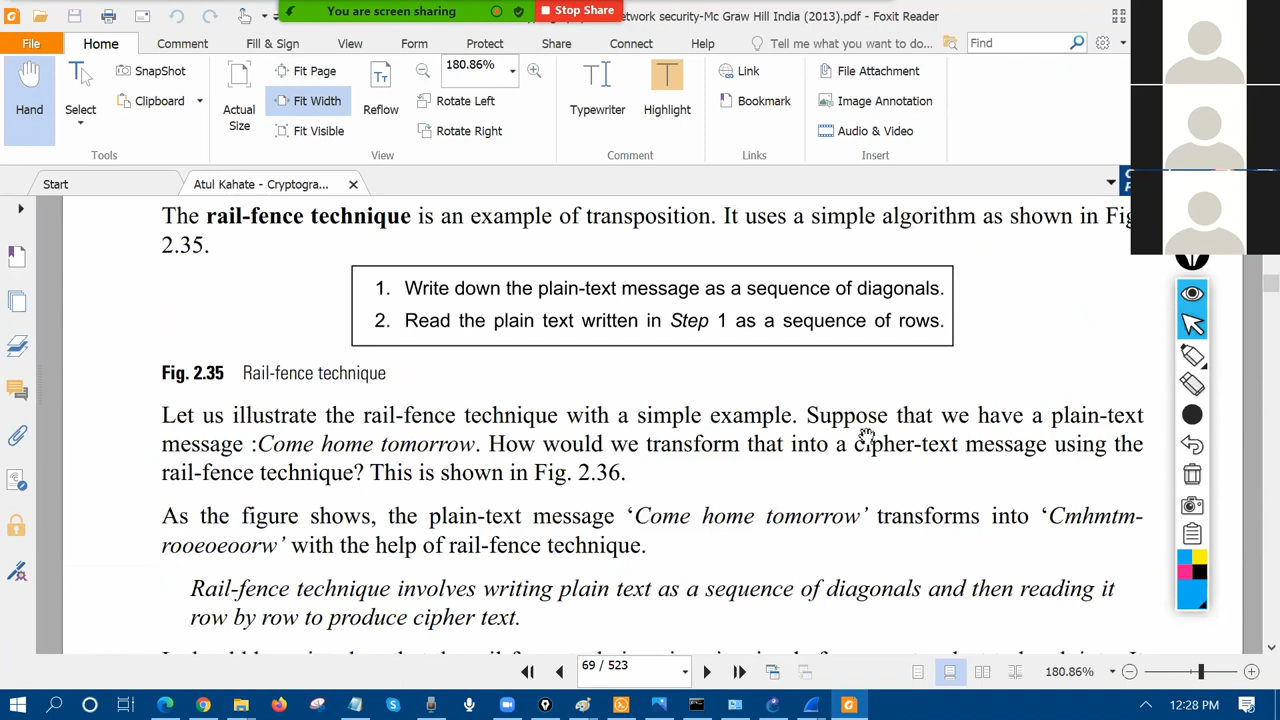 You are screen sharing
Stop Share
etwork security-Mc Graw Hill India (2013).pdf - Foxit Reader
File Home Comment Fill & Sign View Form Protect Share Connect Help Tell me what you want to do... Find
Hand
Select
SnapShot
Clipboard
Tools
Actual
Size
Fit Page
Fit Width
Fit Visible
Reflow
180.86%
Rotate Left
Rotate Right
View
Typewriter
Highlight
Comment
Link
Bookmark
Links
File Attachment
Image Annotation
Audio & Video
Insert
Start
Atul Kahate - Cryptogra...
The rail-fence technique is an example of transposition. It uses a simple algorithm as shown in Fig
2.35.
1. Write down the plain-text message as a sequence of diagonals.
2. Read the plain text written in Step 1 as a sequence of rows.
Fig. 2.35 Rail-fence technique
Let us illustrate the rail-fence technique with a simple example. Suppose that we have a plain-text
message :Come home tomorrow. How would we transform that into a cipher-text message using the
rail-fence technique? This is shown in Fig. 2.36.
As the figure shows, the plain-text message ‘Come home tomorrow’ transforms into ‘Cmhmtm-
rooeoeoorw’ with the help of rail-fence technique.
Rail-fence technique involves writing plain text as a sequence of diagonals and then reading it
row by row to produce cipher text.
69 / 523
180.86%
12:28 PM